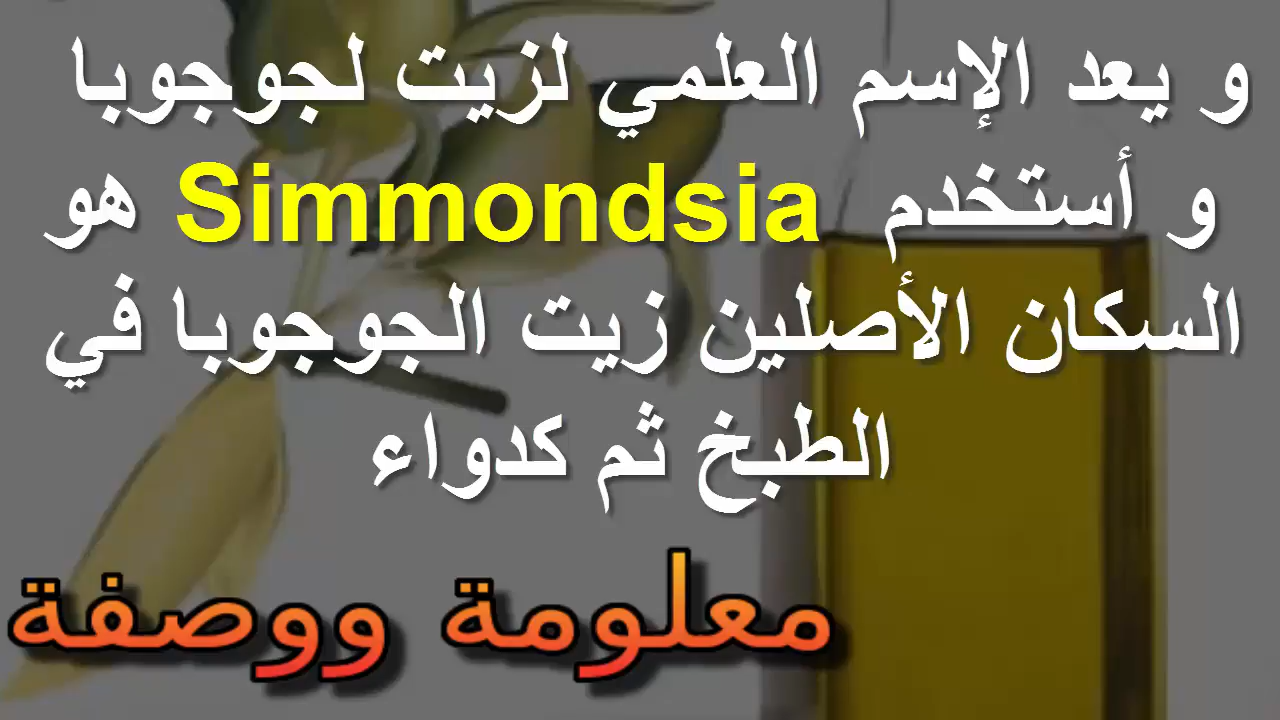 و يعد الإسم العلمي لزيت لجوجوبا
هو Simmondsia و أستخدم
السكان الأصلين زيت الجوجوبا في
الطبخ ثم كدواء
معلومة ووصفة